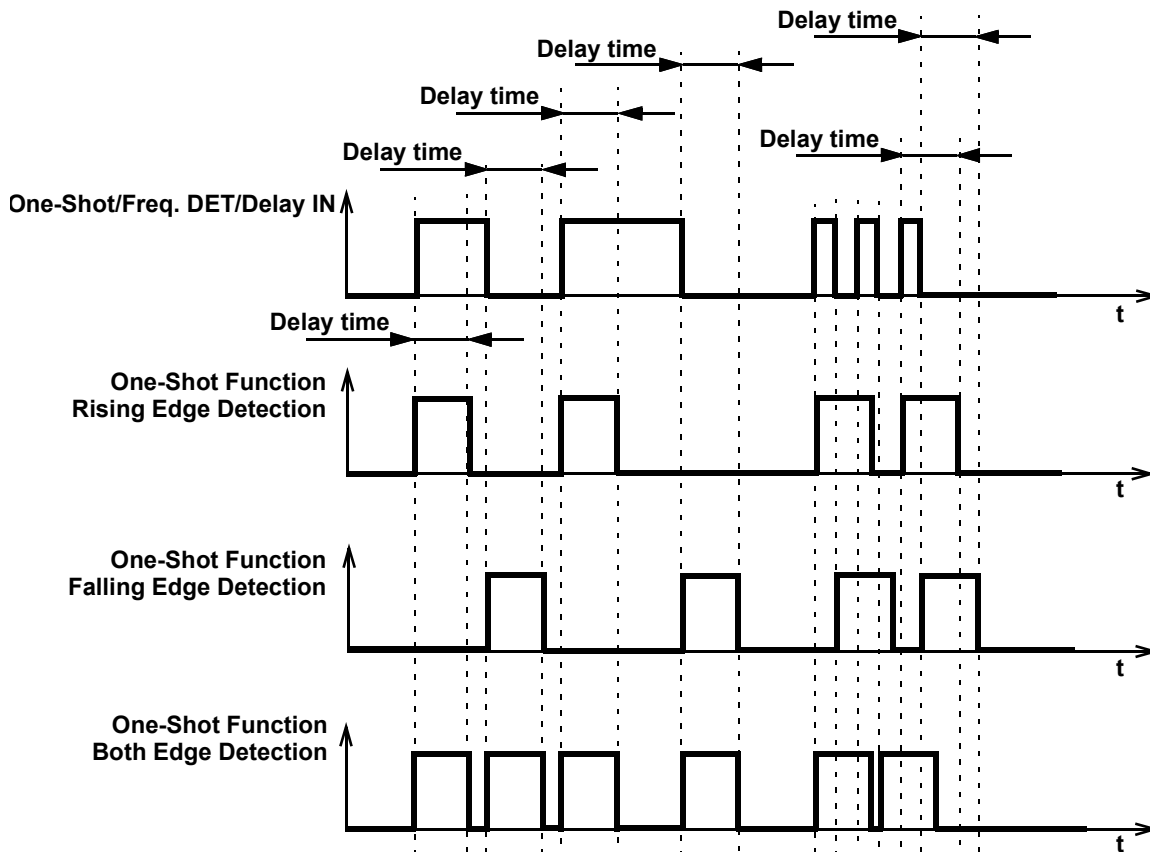 Delay time
Delay time
Delay time
Delay time
Delay time
One-Shot/Freq. DET/Delay IN
t
Delay time
One-Shot Function
Rising Edge Detection
t
One-Shot Function
Falling Edge Detection
t
One-Shot Function
Both Edge Detection
t